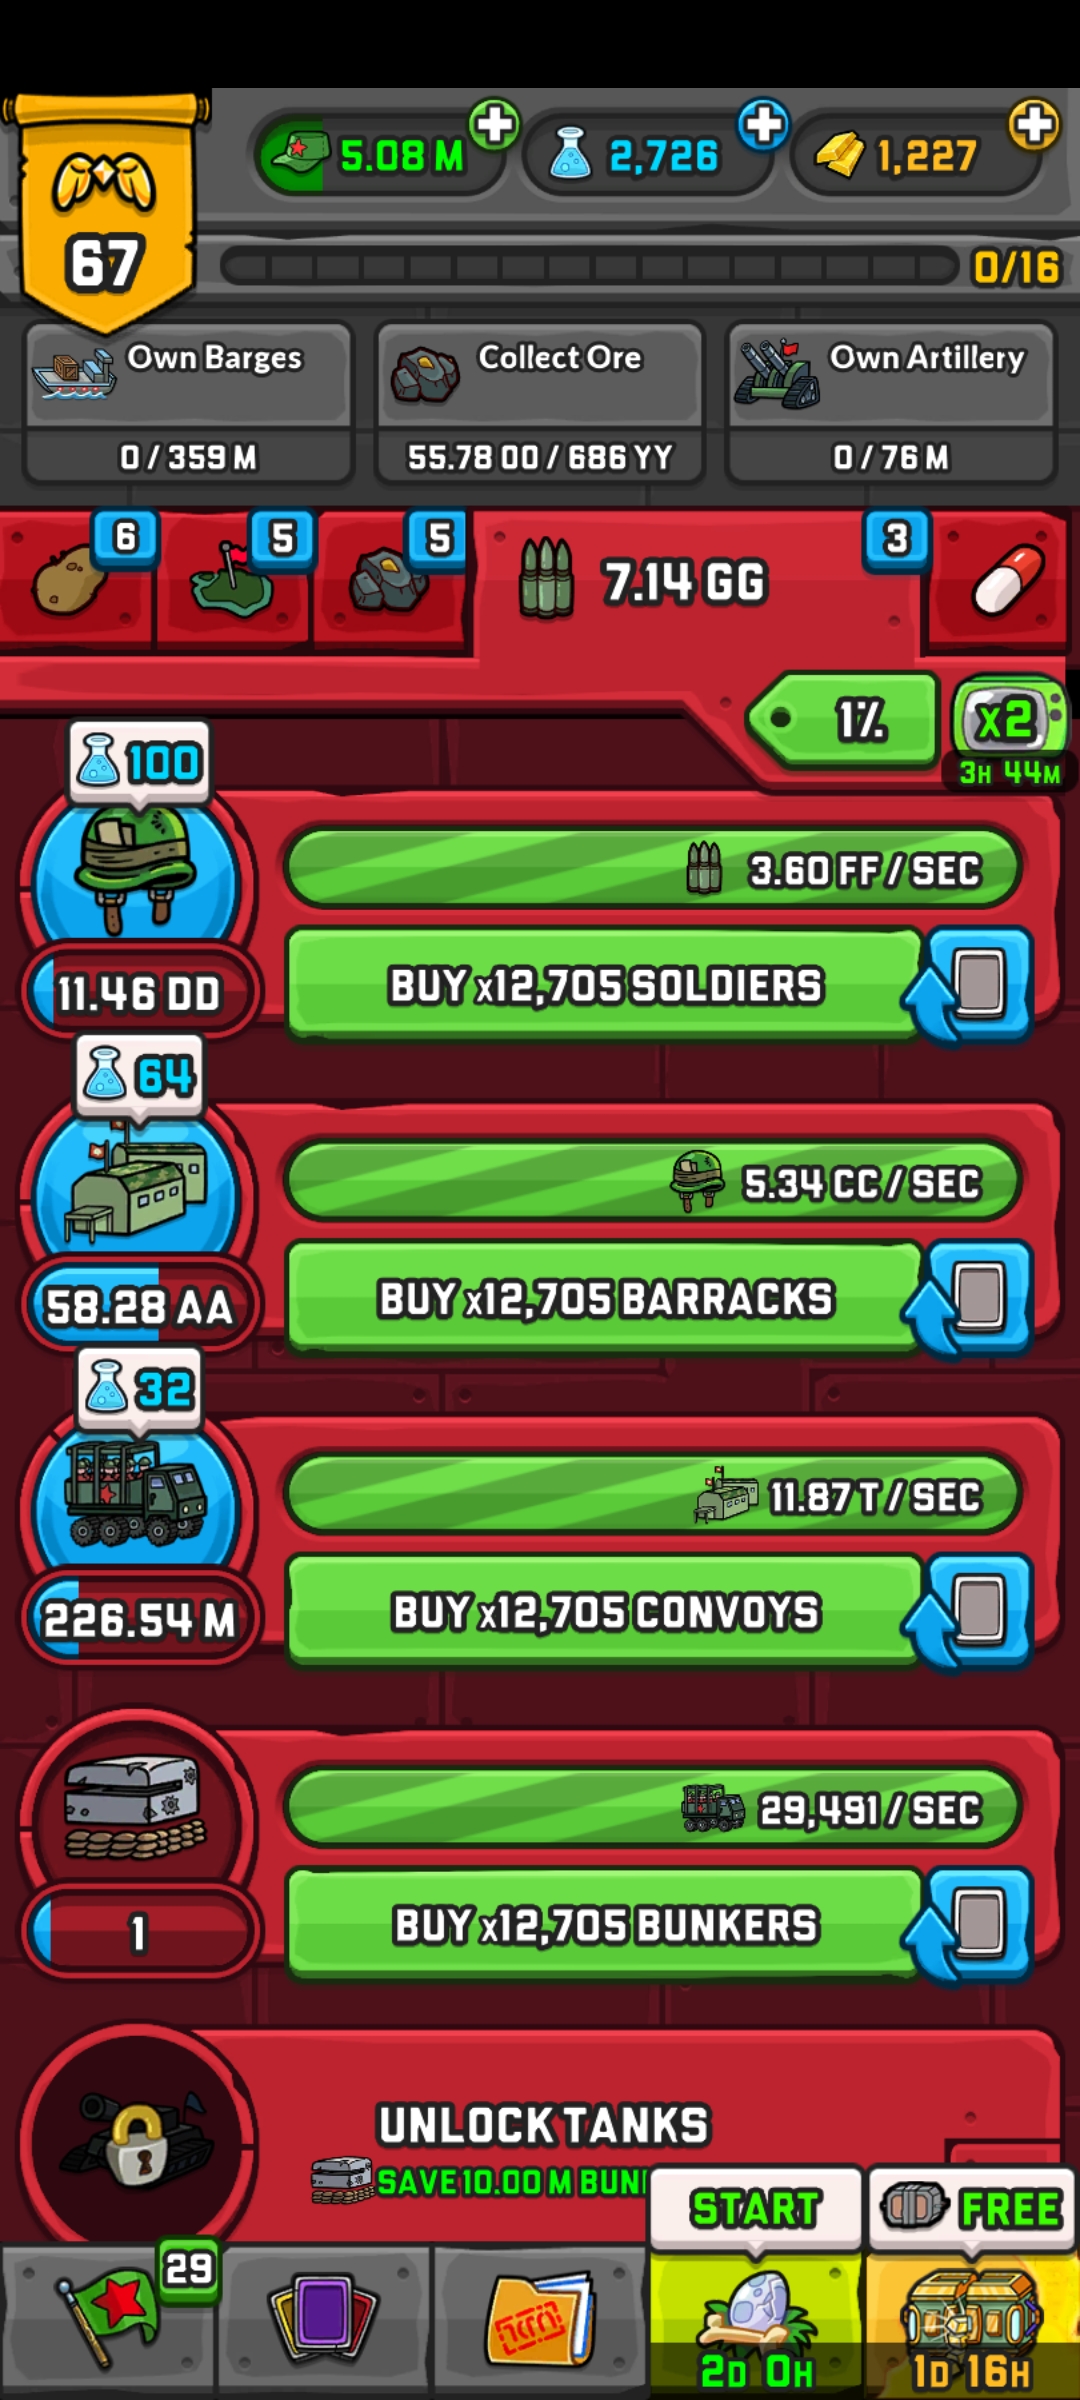 67
5.08 M
2,726
1,227
0/16
Own Barges
0 / 359 M
Collect Ore
55.78 OO / 686 YY
Own Artillery
0 / 76 M
6
5
5
7.14 GG
3
1%
x2
3H 44M
100
3.60 FF / SEC
11.46 DD
BUY x12,705 SOLDIERS
64
5.34 CC / SEC
58.28 AA
BUY x12,705 BARRACKS
32
11.87 T / SEC
226.54 M
BUY x12,705 CONVOYS
29,491 / SEC
1
BUY x12,705 BUNKERS
UNLOCK TANKS
SAVE 10.00 M BUN
START
FREE
29
2D 0H
1D 16H